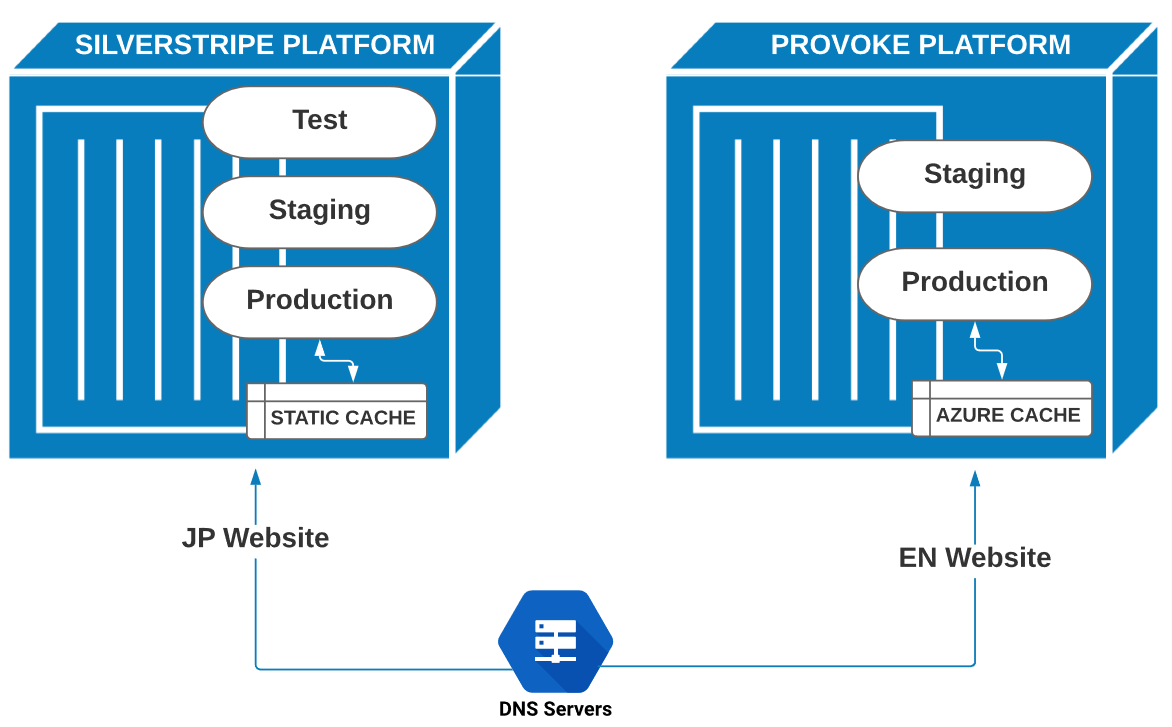 SILVERSTRIPE PLATFORM
Test
Staging
Production
STATIC CACHE
PROVOKE PLATFORM
Staging
Production
AZURE CACHE
JP Website
EN Website
DNS Servers